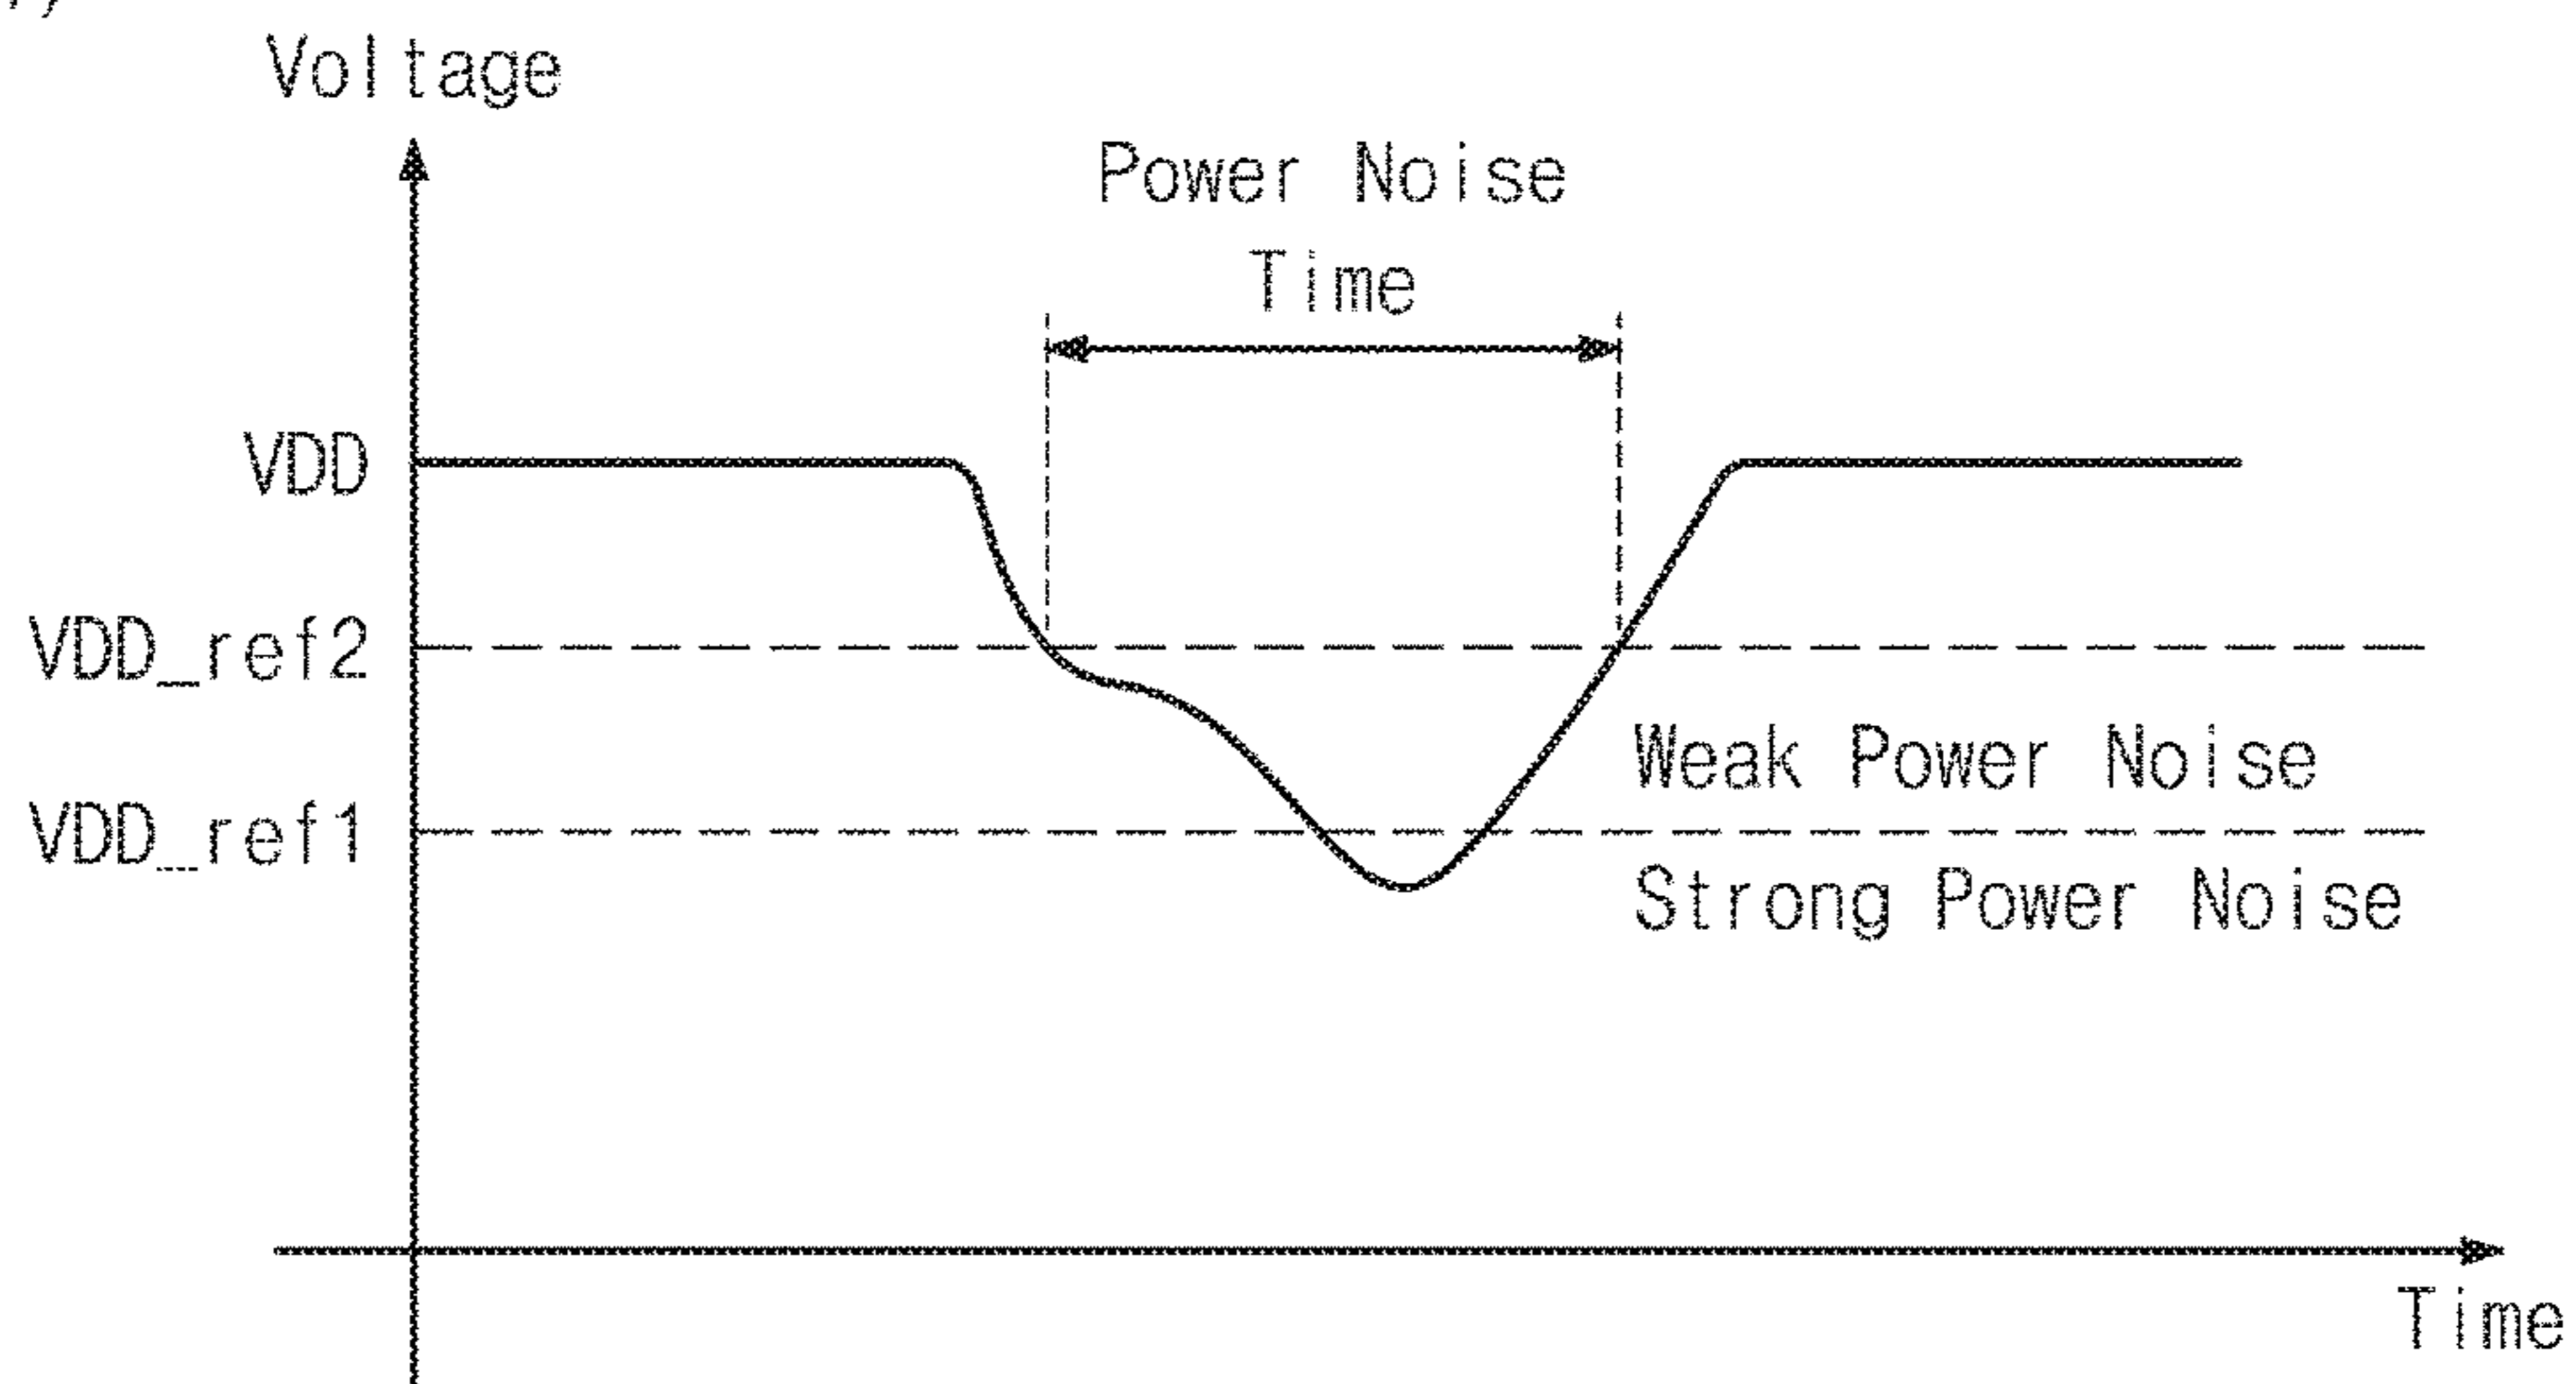 Voltage
Power Noise
Time
VDD
VDD_ref2
Weak Power Noise
VDD_ref1
Strong Power Noise
Time